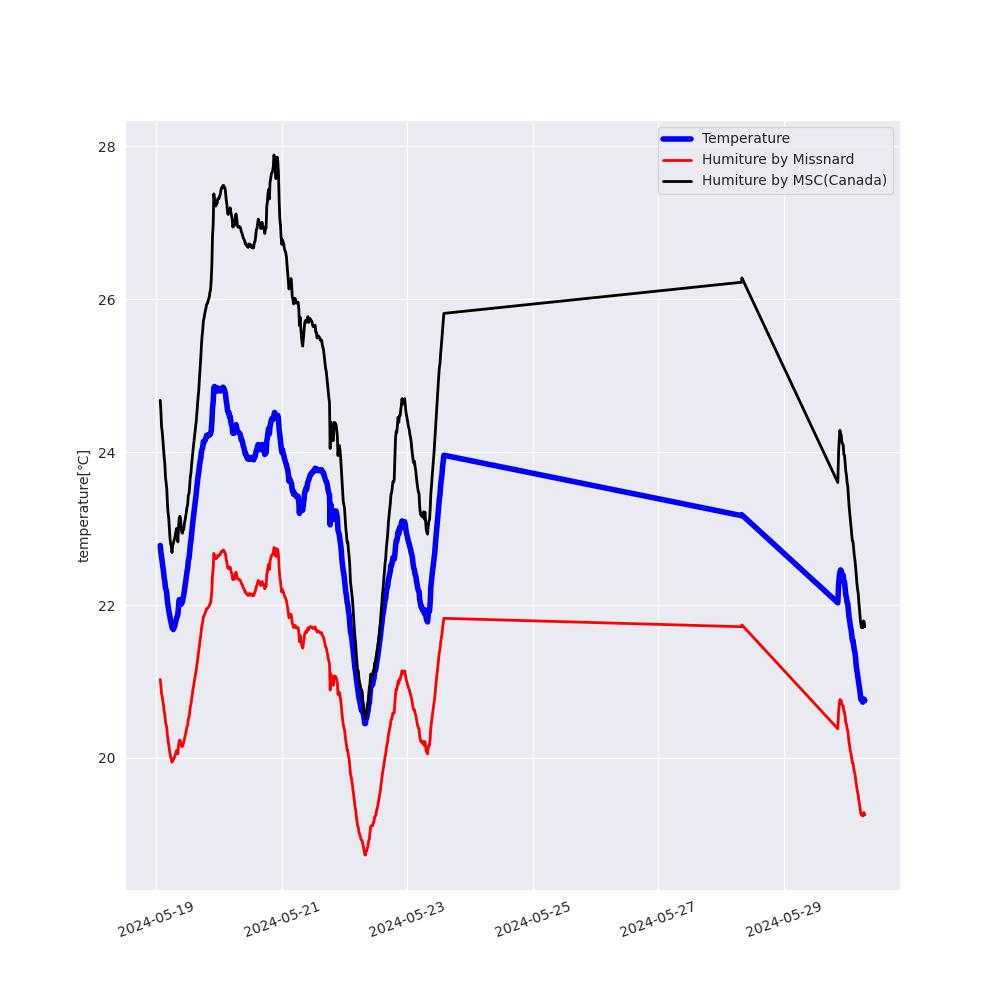 Temperature
Humiture by Missnard
Humiture by MSC(Canada)
temperature[℃]
28
26
24
22
20
2024-05-19
2024-05-21
2024-05-23
2024-05-25
2024-05-27
2024-05-29